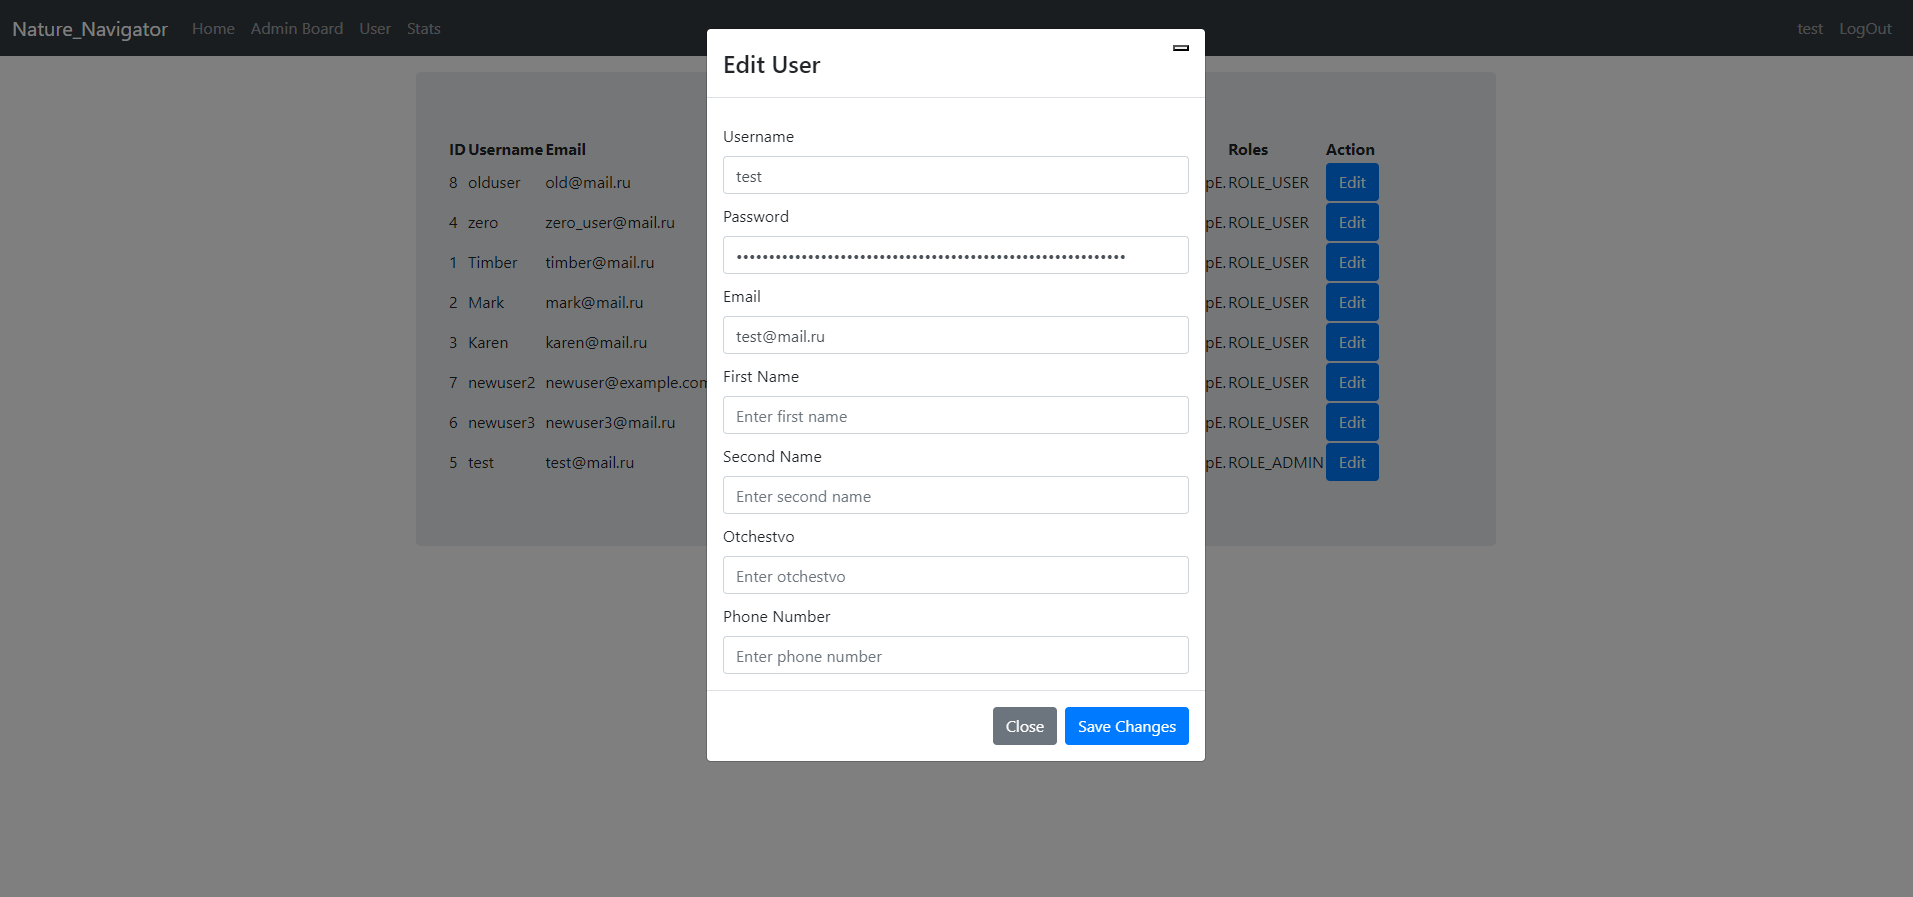 Nature_Navigator Home Admin Board User Stats test LogOut
Edit User
Username
test
Password
••••••••••••••••••••••••••••••••••••••••••••••••••••••••••••
Email
test@mail.ru
First Name
Enter first name
Second Name
Enter second name
Otchestvo
Enter otchestvo
Phone Number
Enter phone number
Close Save Changes
ID Username Email Roles Action
8 olduser old@mail.ru pE. ROLE_USER Edit
4 zero zero_user@mail.ru pE. ROLE_USER Edit
1 Timber timber@mail.ru pE. ROLE_USER Edit
2 Mark mark@mail.ru pE. ROLE_USER Edit
3 Karen karen@mail.ru pE. ROLE_USER Edit
7 newuser2 newuser@example.com pE. ROLE_USER Edit
6 newuser3 newuser3@mail.ru pE. ROLE_USER Edit
5 test test@mail.ru pE. ROLE_ADMIN Edit